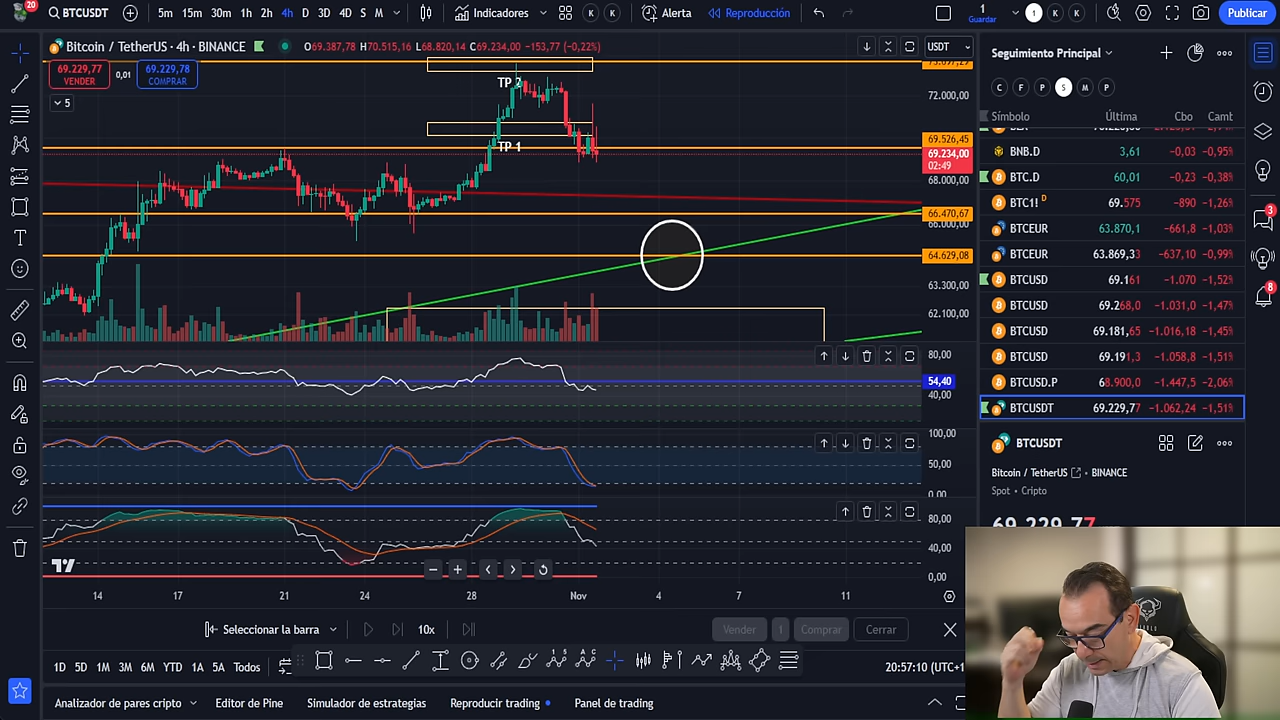 20 BTCUSDT 5m 15m 30m 1h 2h 4h D 3D 4D S M Indicadores K K Alerta Reproducción 1 Guardar 1 K K Publicar
Bitcoin / TetherUS · 4h · BINANCE O69.387,78 H70.515,16 L68.820,14 C69.234,00 −153,77 (−0,22%) USDT
69.229,77 VENDER 0,01 69.229,78 COMPRAR
5
TP 2
TP 1
72.000,00
69.526,45
69.234,00
02:49
68.000,00
66.470,67
66.000,00
64.629,08
63.300,00
62.100,00
80,00
54,40
40,00
100,00
50,00
0,00
80,00
40,00
0,00
14 17 21 24 28 Nov 4 7 11
Seleccionar la barra 10x Vender 1 Comprar Cerrar
1D 5D 1M 3M 6M YTD 1A 5A Todos 20:57:10 (UTC+1
Analizador de pares cripto Editor de Pine Simulador de estrategias Reproducir trading Panel de trading
Seguimiento Principal
C F P S M P
Símbolo Última Cbo Camt
BNB.D 3,61 −0,03 −0,95%
BTC.D 60,01 −0,23 −0,38%
BTC1! D 69.575 −890 −1,26%
BTCEUR 63.870,1 −661,8 −1,03%
BTCEUR 63.869,33 −637,10 −0,99%
BTCUSD 69.161 −1.070 −1,52%
BTCUSD 69.268,0 −1.031,0 −1,47%
BTCUSD 69.181,65 −1.016,18 −1,45%
BTCUSD 69.191,3 −1.058,8 −1,51%
BTCUSD.P 68.900,0 −1.447,5 −2,06%
BTCUSDT 69.229,77 −1.062,24 −1,51%
BTCUSDT
Bitcoin / TetherUS · BINANCE
Spot · Cripto
69.229,77
3
8